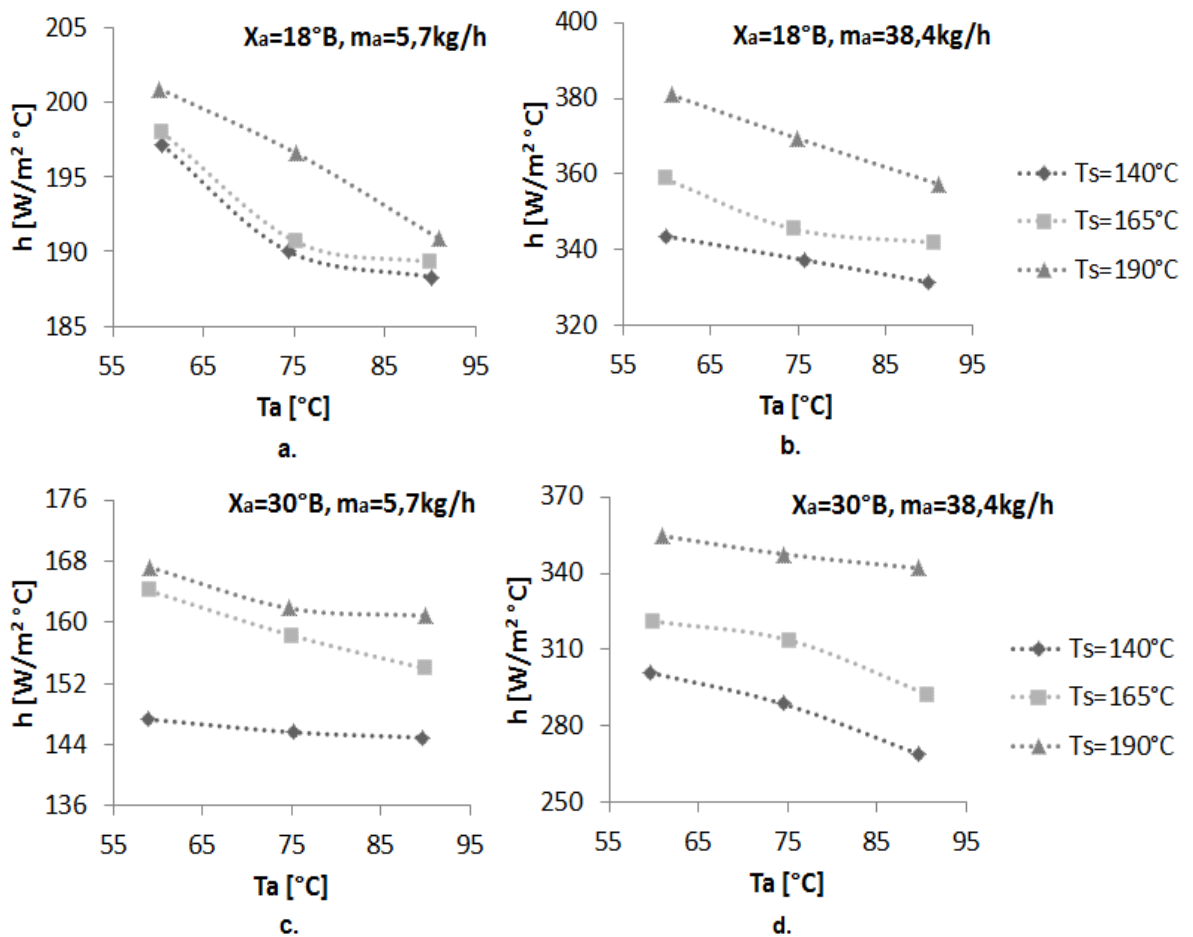 Xa=18°B, ma=5,7kg/h
h [W/m² °C]
205
200
195
190
185
55 65 75 85 95
Ta [°C]
a.
Xa=18°B, ma=38,4kg/h
h [W/m² °C]
400
380
360
340
320
55 65 75 85 95
Ta [°C]
b.
Ts=140°C
Ts=165°C
Ts=190°C
Xa=30°B, ma=5,7kg/h
h [W/m² °C]
176
168
160
152
144
136
55 65 75 85 95
Ta [°C]
c.
Xa=30°B, ma=38,4kg/h
h [W/m² °C]
370
340
310
280
250
55 65 75 85 95
Ta [°C]
d.
Ts=140°C
Ts=165°C
Ts=190°C